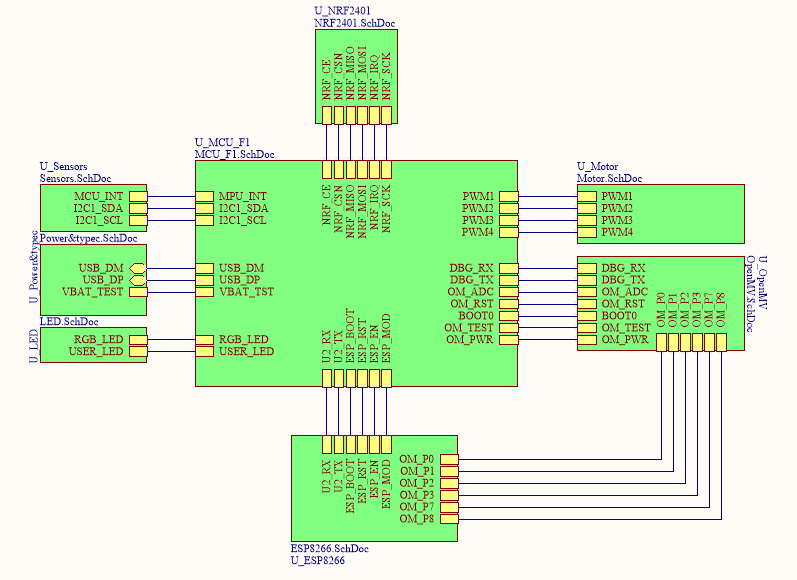 U_NRF2401
NRF2401.SchDoc
NRF_CE
NRF_CSN
NRF_MISO
NRF_MOSI
NRF_IRQ
NRF_SCK
U_MCU_F1
MCU_F1.SchDoc
NRF_CE
NRF_CSN
NRF_MISO
NRF_MOSI
NRF_IRQ
NRF_SCK
MPU_INT
I2C1_SDA
I2C1_SCL
USB_DM
USB_DP
VBAT_TST
RGB_LED
USER_LED
PWM1
PWM2
PWM3
PWM4
DBG_RX
DBG_TX
OM_ADC
OM_RST
BOOT0
OM_TEST
OM_PWR
U2_RX
U2_TX
ESP_BOOT
ESP_RST
ESP_EN
ESP_MOD
U_Sensors
Sensors.SchDoc
MCU_INT
I2C1_SDA
I2C1_SCL
U_Power&typec
Power&typec.SchDoc
USB_DM
USB_DP
VBAT_TEST
U_LED
LED.SchDoc
RGB_LED
USER_LED
U_Motor
Motor.SchDoc
PWM1
PWM2
PWM3
PWM4
U_OpenMV
OpenMV.SchDoc
DBG_RX
DBG_TX
OM_ADC
OM_RST
BOOT0
OM_TEST
OM_PWR
OM_P0
OM_P1
OM_P2
OM_P3
OM_P7
OM_P8
U2_RX
U2_TX
ESP_BOOT
ESP_RST
ESP_EN
ESP_MOD
OM_P0
OM_P1
OM_P2
OM_P3
OM_P7
OM_P8
ESP8266.SchDoc
U_ESP8266